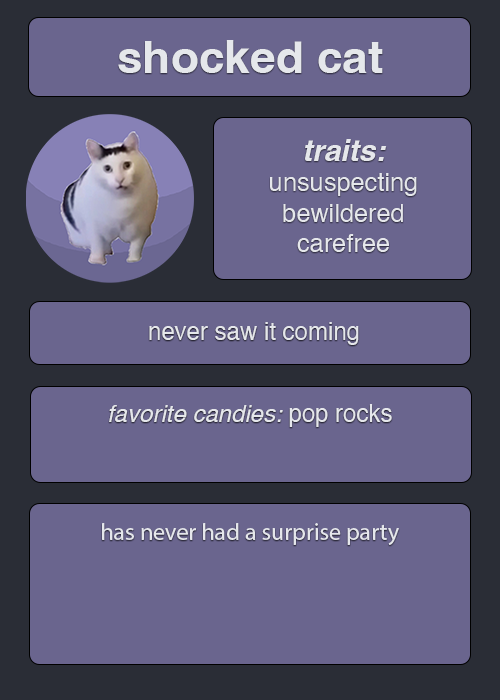 shocked cat
traits:
unsuspecting
bewildered
carefree
never saw it coming
favorite candies: pop rocks
has never had a surprise party